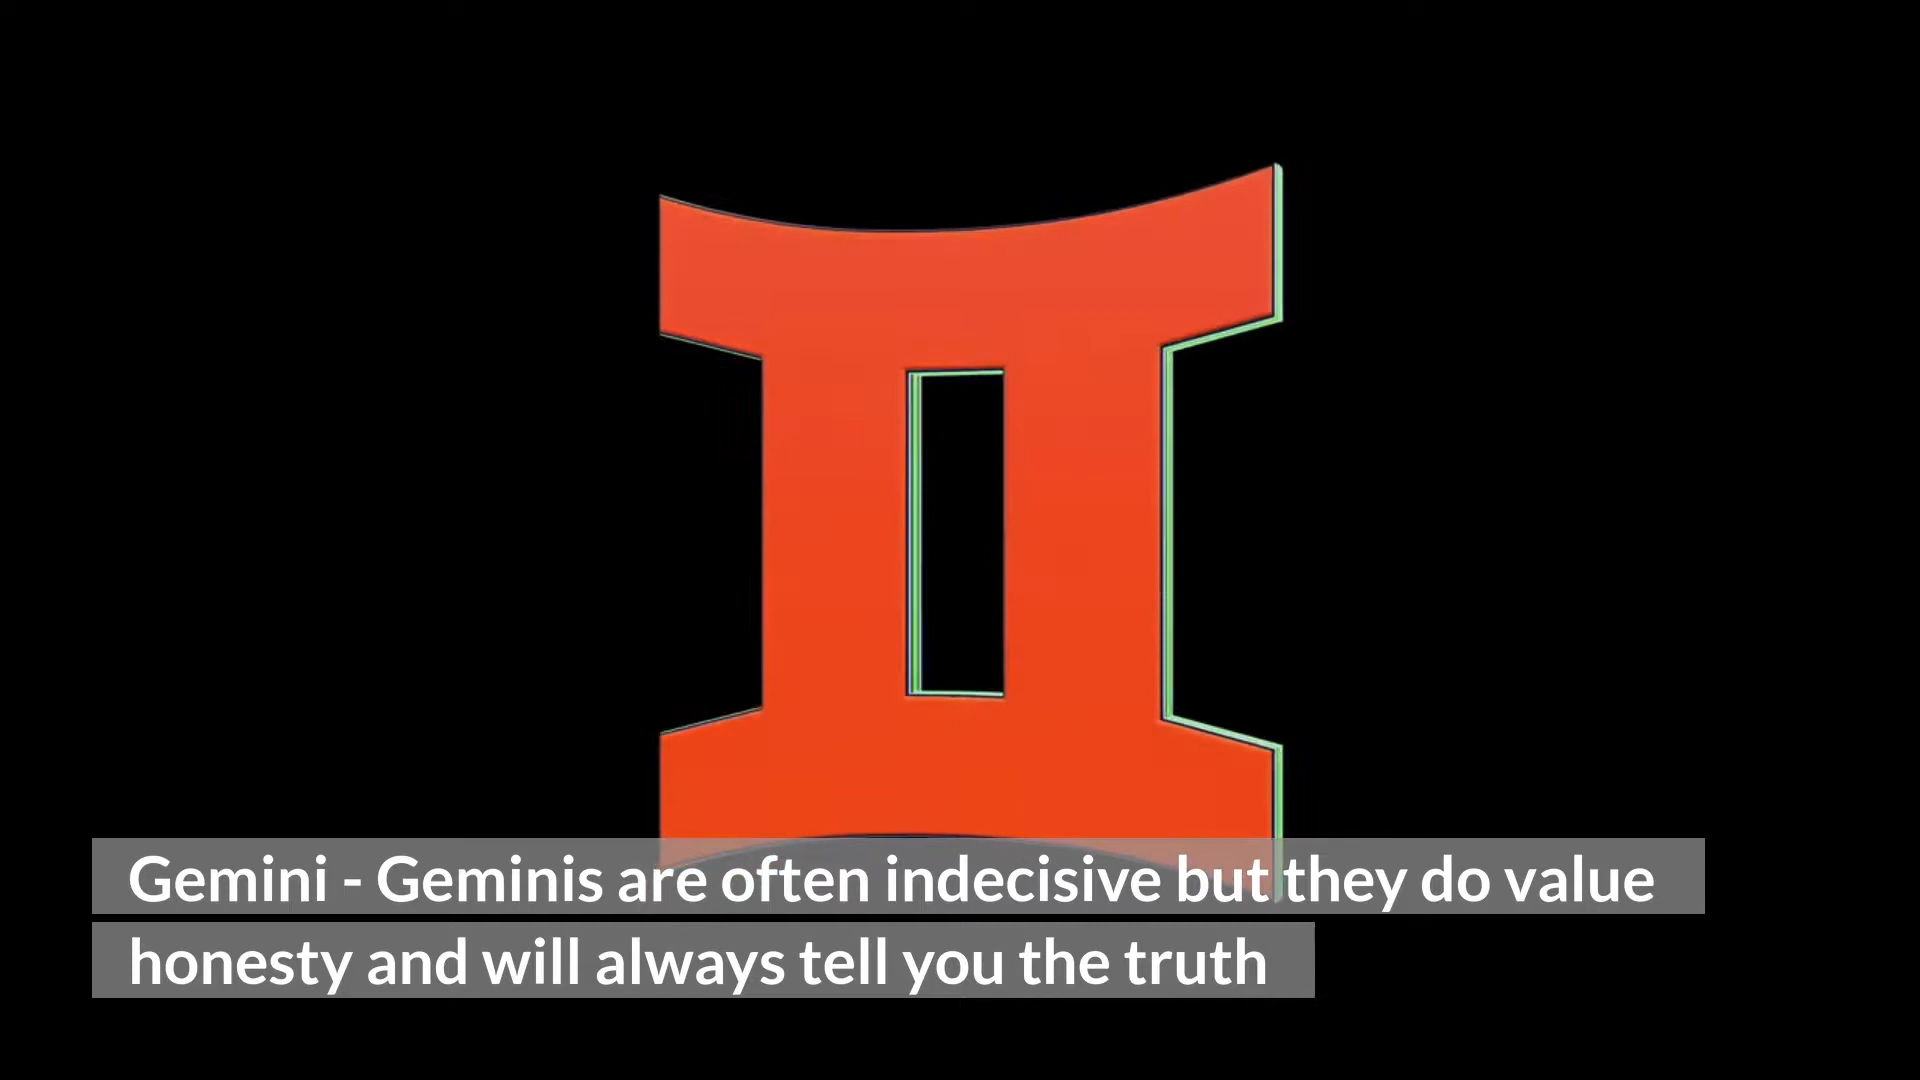 Gemini - Geminis are often indecisive but they do value
honesty and will always tell you the truth